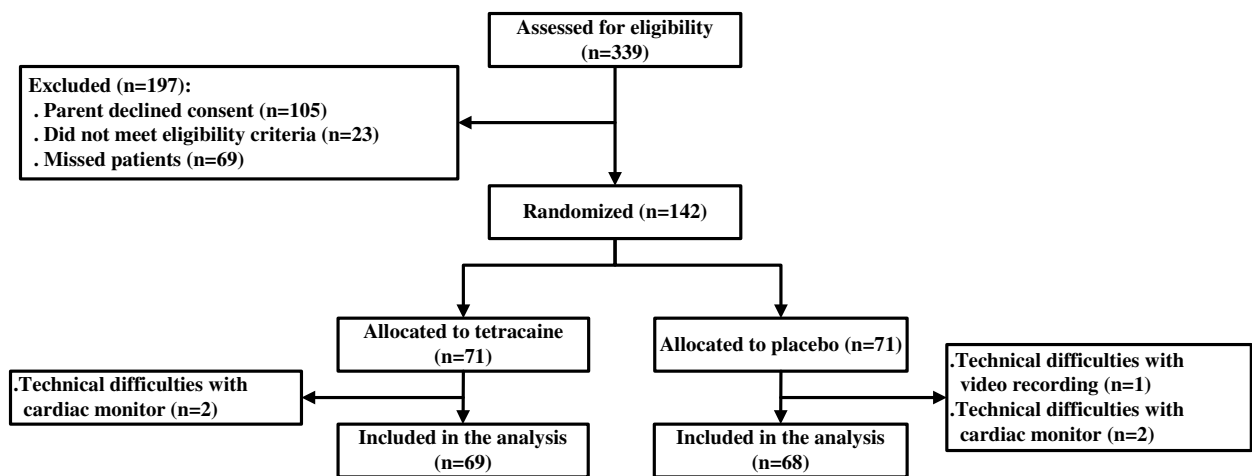 Assessed for eligibility
(n=339)
Excluded (n=197):
. Parent declined consent (n=105)
. Did not meet eligibility criteria (n=23)
. Missed patients (n=69)
Randomized (n=142)
Allocated to tetracaine
(n=71)
Allocated to placebo (n=71)
.Technical difficulties with
cardiac monitor (n=2)
.Technical difficulties with
video recording (n=1)
.Technical difficulties with
cardiac monitor (n=2)
Included in the analysis
(n=69)
Included in the analysis
(n=68)